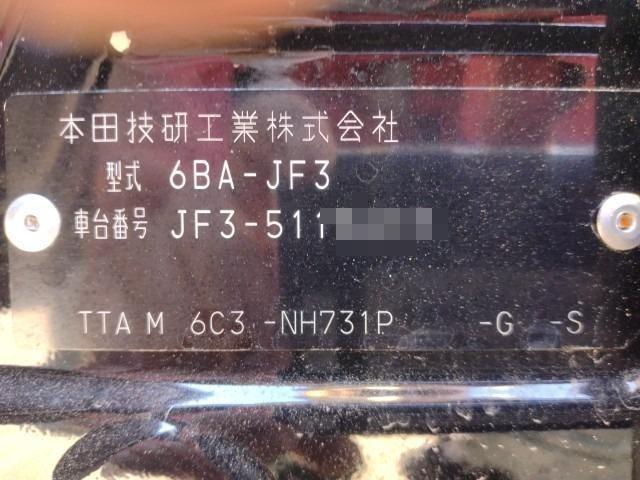 本田技研工業株式会社
型式 6BA-JF3
車台番号 JF3-511
TTA M 6C3 -NH731P -G -S